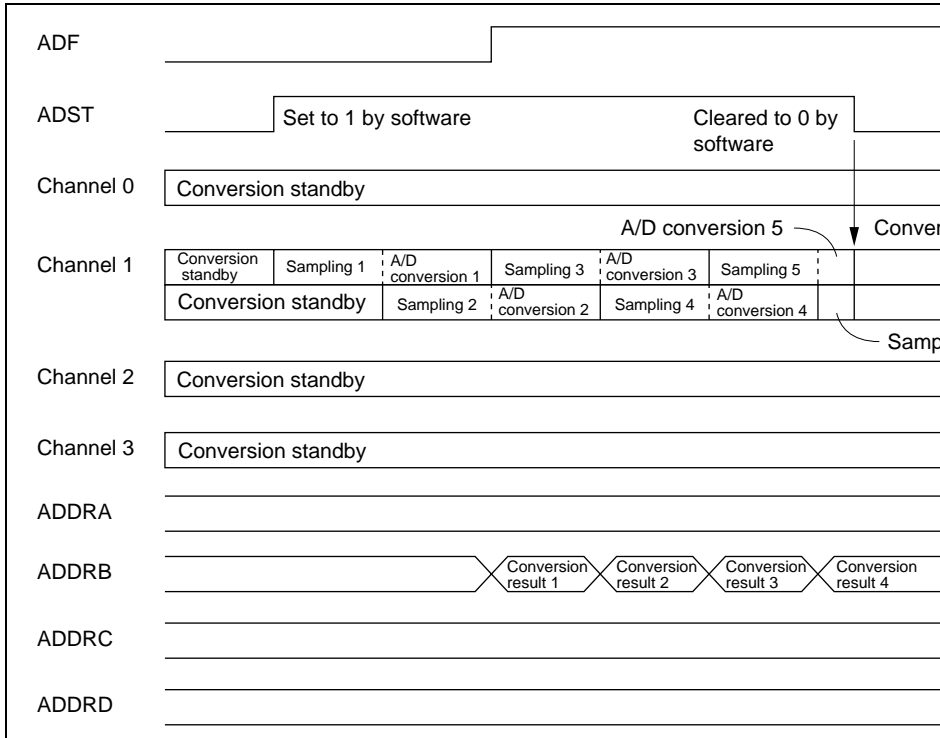 ADF
ADST
Set to 1 by software
Cleared to 0 by
software
Channel 0
Conversion standby
A/D conversion 5
Channel 1
Conversion
standby
Sampling 1
A/D
conversion 1
Sampling 3
A/D
conversion 3
Sampling 5
Conversion standby
Sampling 2
A/D
conversion 2
Sampling 4
A/D
conversion 4
Channel 2
Conversion standby
Channel 3
Conversion standby
ADDRA
ADDRB
Conversion
result 1
Conversion
result 2
Conversion
result 3
Conversion
result 4
ADDRC
ADDRD